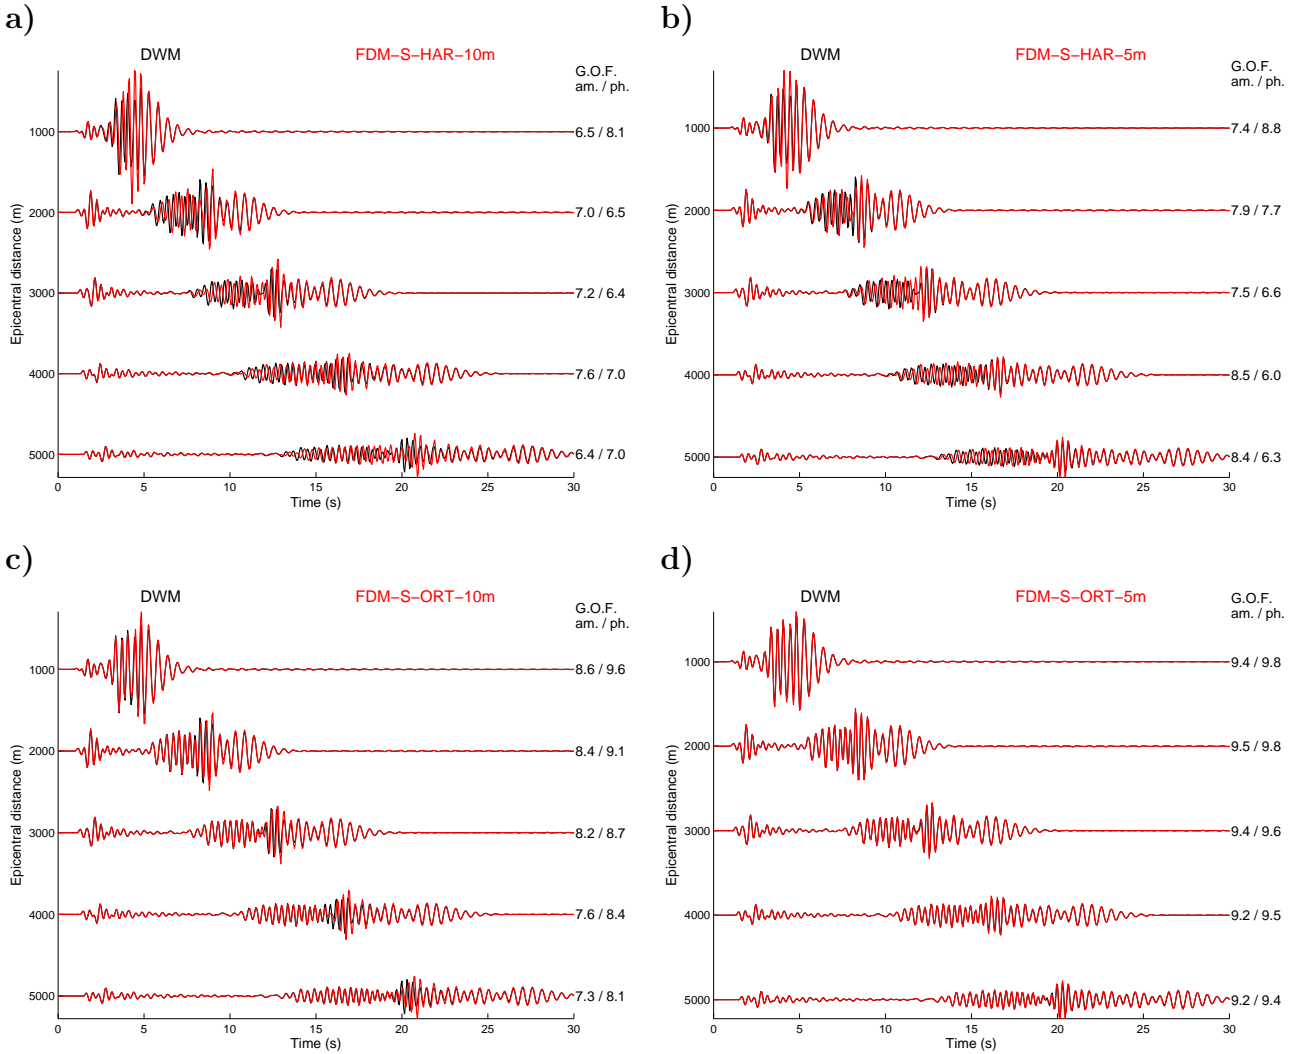 a)
DWM FDM-S-HAR-10m
G.O.F.
am. / ph.
1000 6.5 / 8.1
2000 7.0 / 6.5
3000 7.2 / 6.4
4000 7.6 / 7.0
5000 6.4 / 7.0
Epicentral distance (m)
0 5 10 15 20 25 30
Time (s)
b)
DWM FDM-S-HAR-5m
G.O.F.
am. / ph.
1000 7.4 / 8.8
2000 7.9 / 7.7
3000 7.5 / 6.6
4000 8.5 / 6.0
5000 8.4 / 6.3
Epicentral distance (m)
0 5 10 15 20 25 30
Time (s)
c)
DWM FDM-S-ORT-10m
G.O.F.
am. / ph.
1000 8.6 / 9.6
2000 8.4 / 9.1
3000 8.2 / 8.7
4000 7.6 / 8.4
5000 7.3 / 8.1
Epicentral distance (m)
0 5 10 15 20 25 30
Time (s)
d)
DWM FDM-S-ORT-5m
G.O.F.
am. / ph.
1000 9.4 / 9.8
2000 9.5 / 9.8
3000 9.4 / 9.6
4000 9.2 / 9.5
5000 9.2 / 9.4
Epicentral distance (m)
0 5 10 15 20 25 30
Time (s)